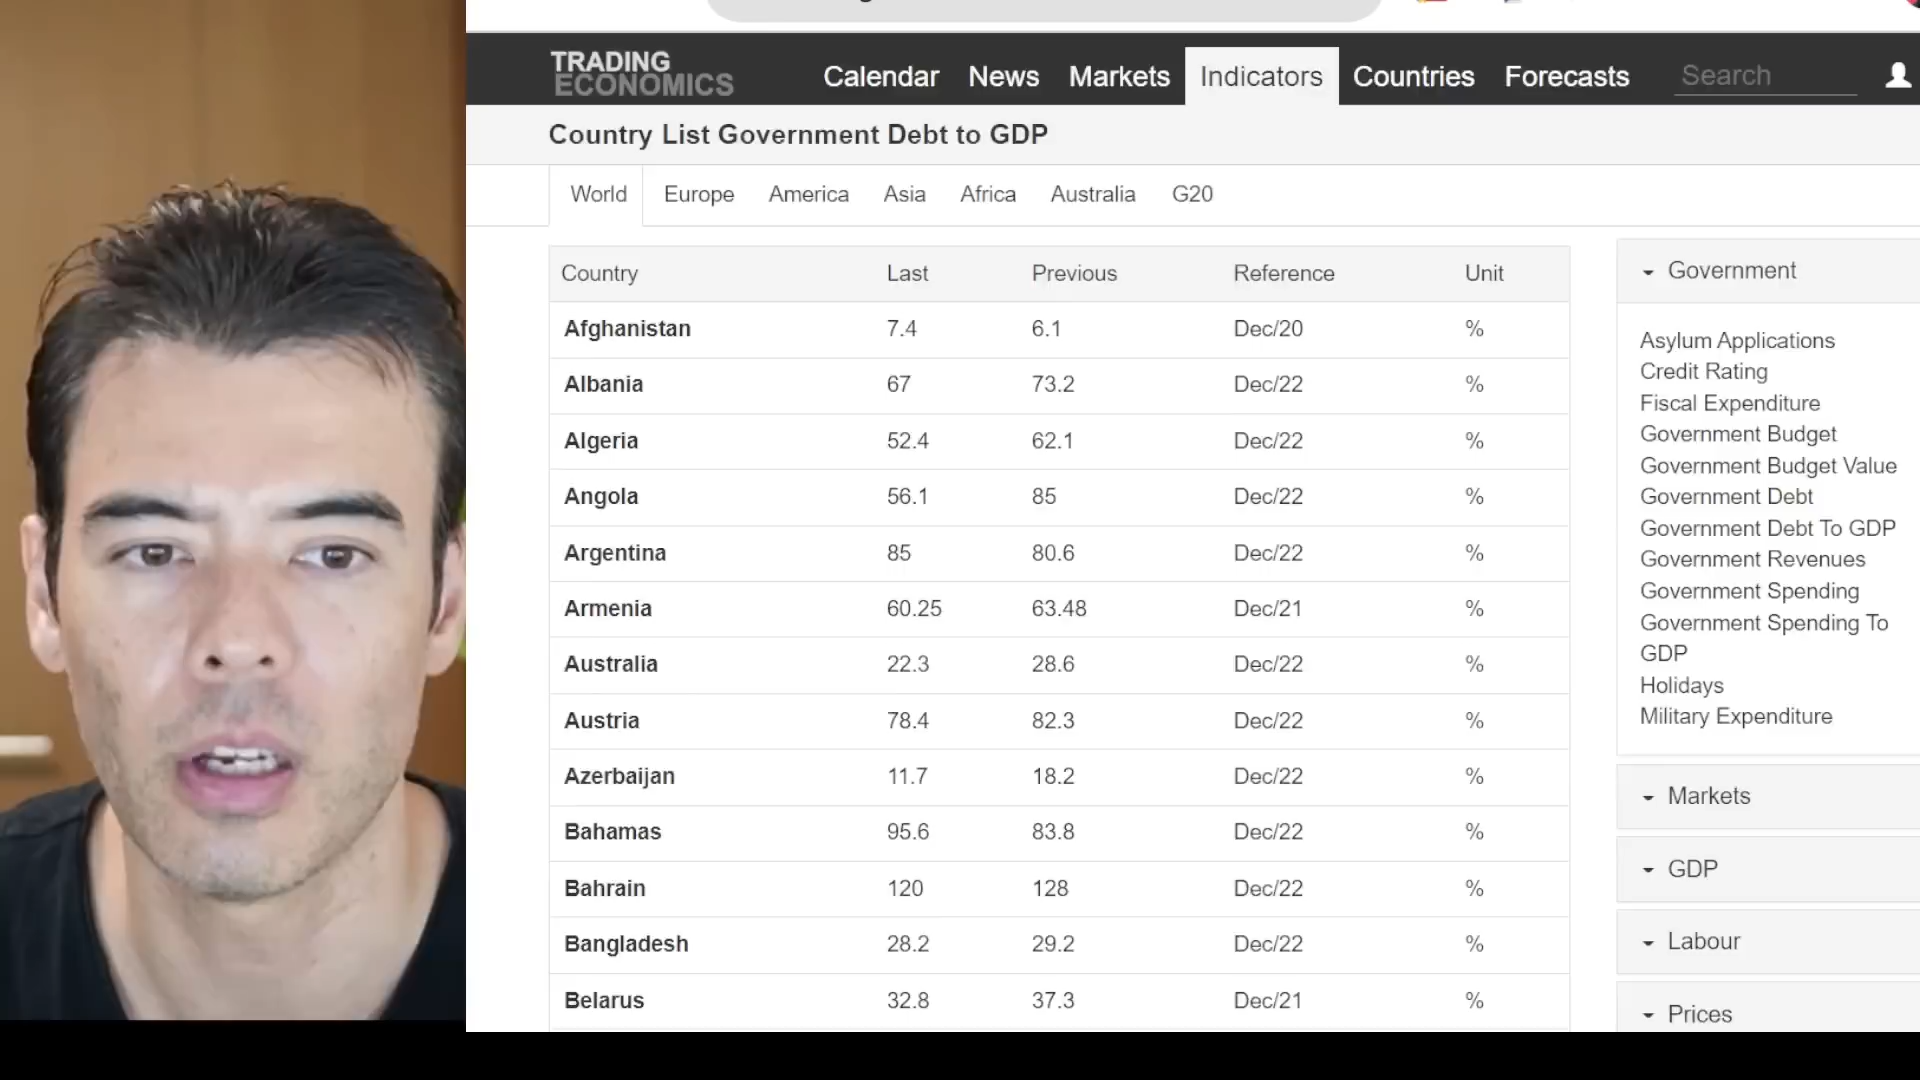 TRADING
ECONOMICS
Calendar News Markets Indicators Countries Forecasts Search
Country List Government Debt to GDP
World Europe America Asia Africa Australia G20
Country Last Previous Reference Unit
Afghanistan 7.4 6.1 Dec/20 %
Albania 67 73.2 Dec/22 %
Algeria 52.4 62.1 Dec/22 %
Angola 56.1 85 Dec/22 %
Argentina 85 80.6 Dec/22 %
Armenia 60.25 63.48 Dec/21 %
Australia 22.3 28.6 Dec/22 %
Austria 78.4 82.3 Dec/22 %
Azerbaijan 11.7 18.2 Dec/22 %
Bahamas 95.6 83.8 Dec/22 %
Bahrain 120 128 Dec/22 %
Bangladesh 28.2 29.2 Dec/22 %
Belarus 32.8 37.3 Dec/21 %
Government
Asylum Applications
Credit Rating
Fiscal Expenditure
Government Budget
Government Budget Value
Government Debt
Government Debt To GDP
Government Revenues
Government Spending
Government Spending To
GDP
Holidays
Military Expenditure
Markets
GDP
Labour
Prices